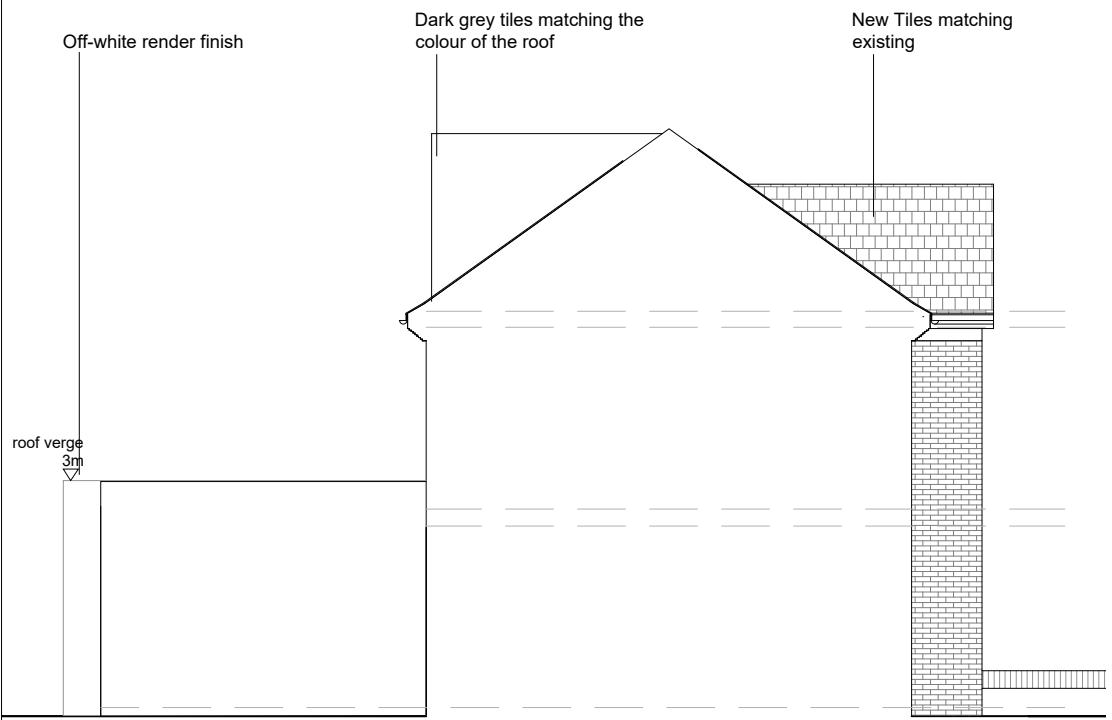 Off-white render finish
Dark grey tiles matching the
colour of the roof
New Tiles matching
existing
roof verge
3m